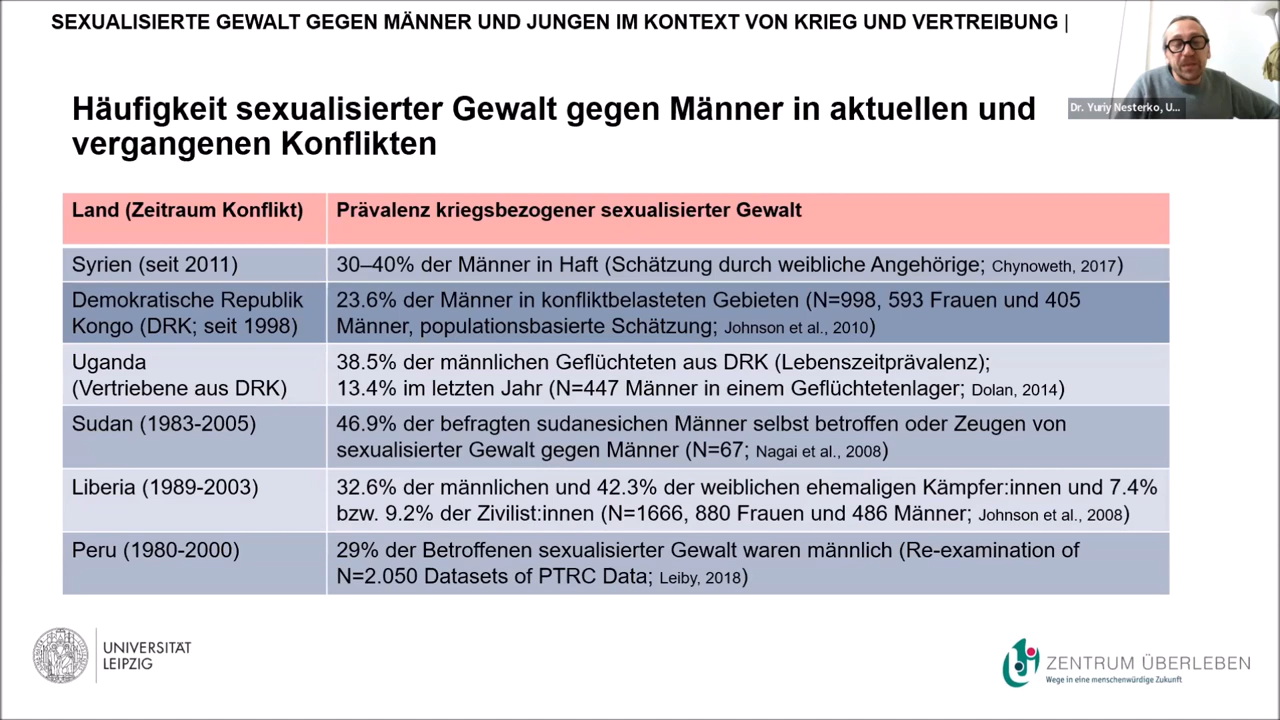 SEXUALISIERTE GEWALT GEGEN MÄNNER UND JUNGEN IM KONTEXT VON KRIEG UND VERTREIBUNG |
Dr. Yuriy Nesterko, U...
Häufigkeit sexualisierter Gewalt gegen Männer in aktuellen und
vergangenen Konflikten
Land (Zeitraum Konflikt)
Prävalenz kriegsbezogener sexualisierter Gewalt
Syrien (seit 2011)
30–40% der Männer in Haft (Schätzung durch weibliche Angehörige; Chynoweth, 2017)
Demokratische Republik
Kongo (DRK; seit 1998)
23.6% der Männer in konfliktbelasteten Gebieten (N=998, 593 Frauen und 405
Männer, populationsbasierte Schätzung; Johnson et al., 2010)
Uganda
(Vertriebene aus DRK)
38.5% der männlichen Geflüchteten aus DRK (Lebenszeitprävalenz);
13.4% im letzten Jahr (N=447 Männer in einem Geflüchtetenlager; Dolan, 2014)
Sudan (1983-2005)
46.9% der befragten sudanesichen Männer selbst betroffen oder Zeugen von
sexualisierter Gewalt gegen Männer (N=67; Nagai et al., 2008)
Liberia (1989-2003)
32.6% der männlichen und 42.3% der weiblichen ehemaligen Kämpfer:innen und 7.4%
bzw. 9.2% der Zivilist:innen (N=1666, 880 Frauen und 486 Männer; Johnson et al., 2008)
Peru (1980-2000)
29% der Betroffenen sexualisierter Gewalt waren männlich (Re-examination of
N=2.050 Datasets of PTRC Data; Leiby, 2018)
UNIVERSITÄT
LEIPZIG
ZENTRUM ÜBERLEBEN
Wege in eine menschenwürdige Zukunft